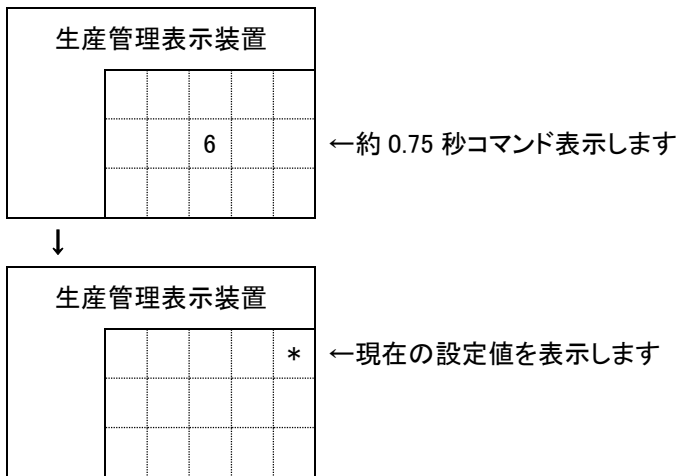 生産管理表示装置
6 ←約 0.75 秒コマンド表示します
↓
生産管理表示装置
* ←現在の設定値を表示します